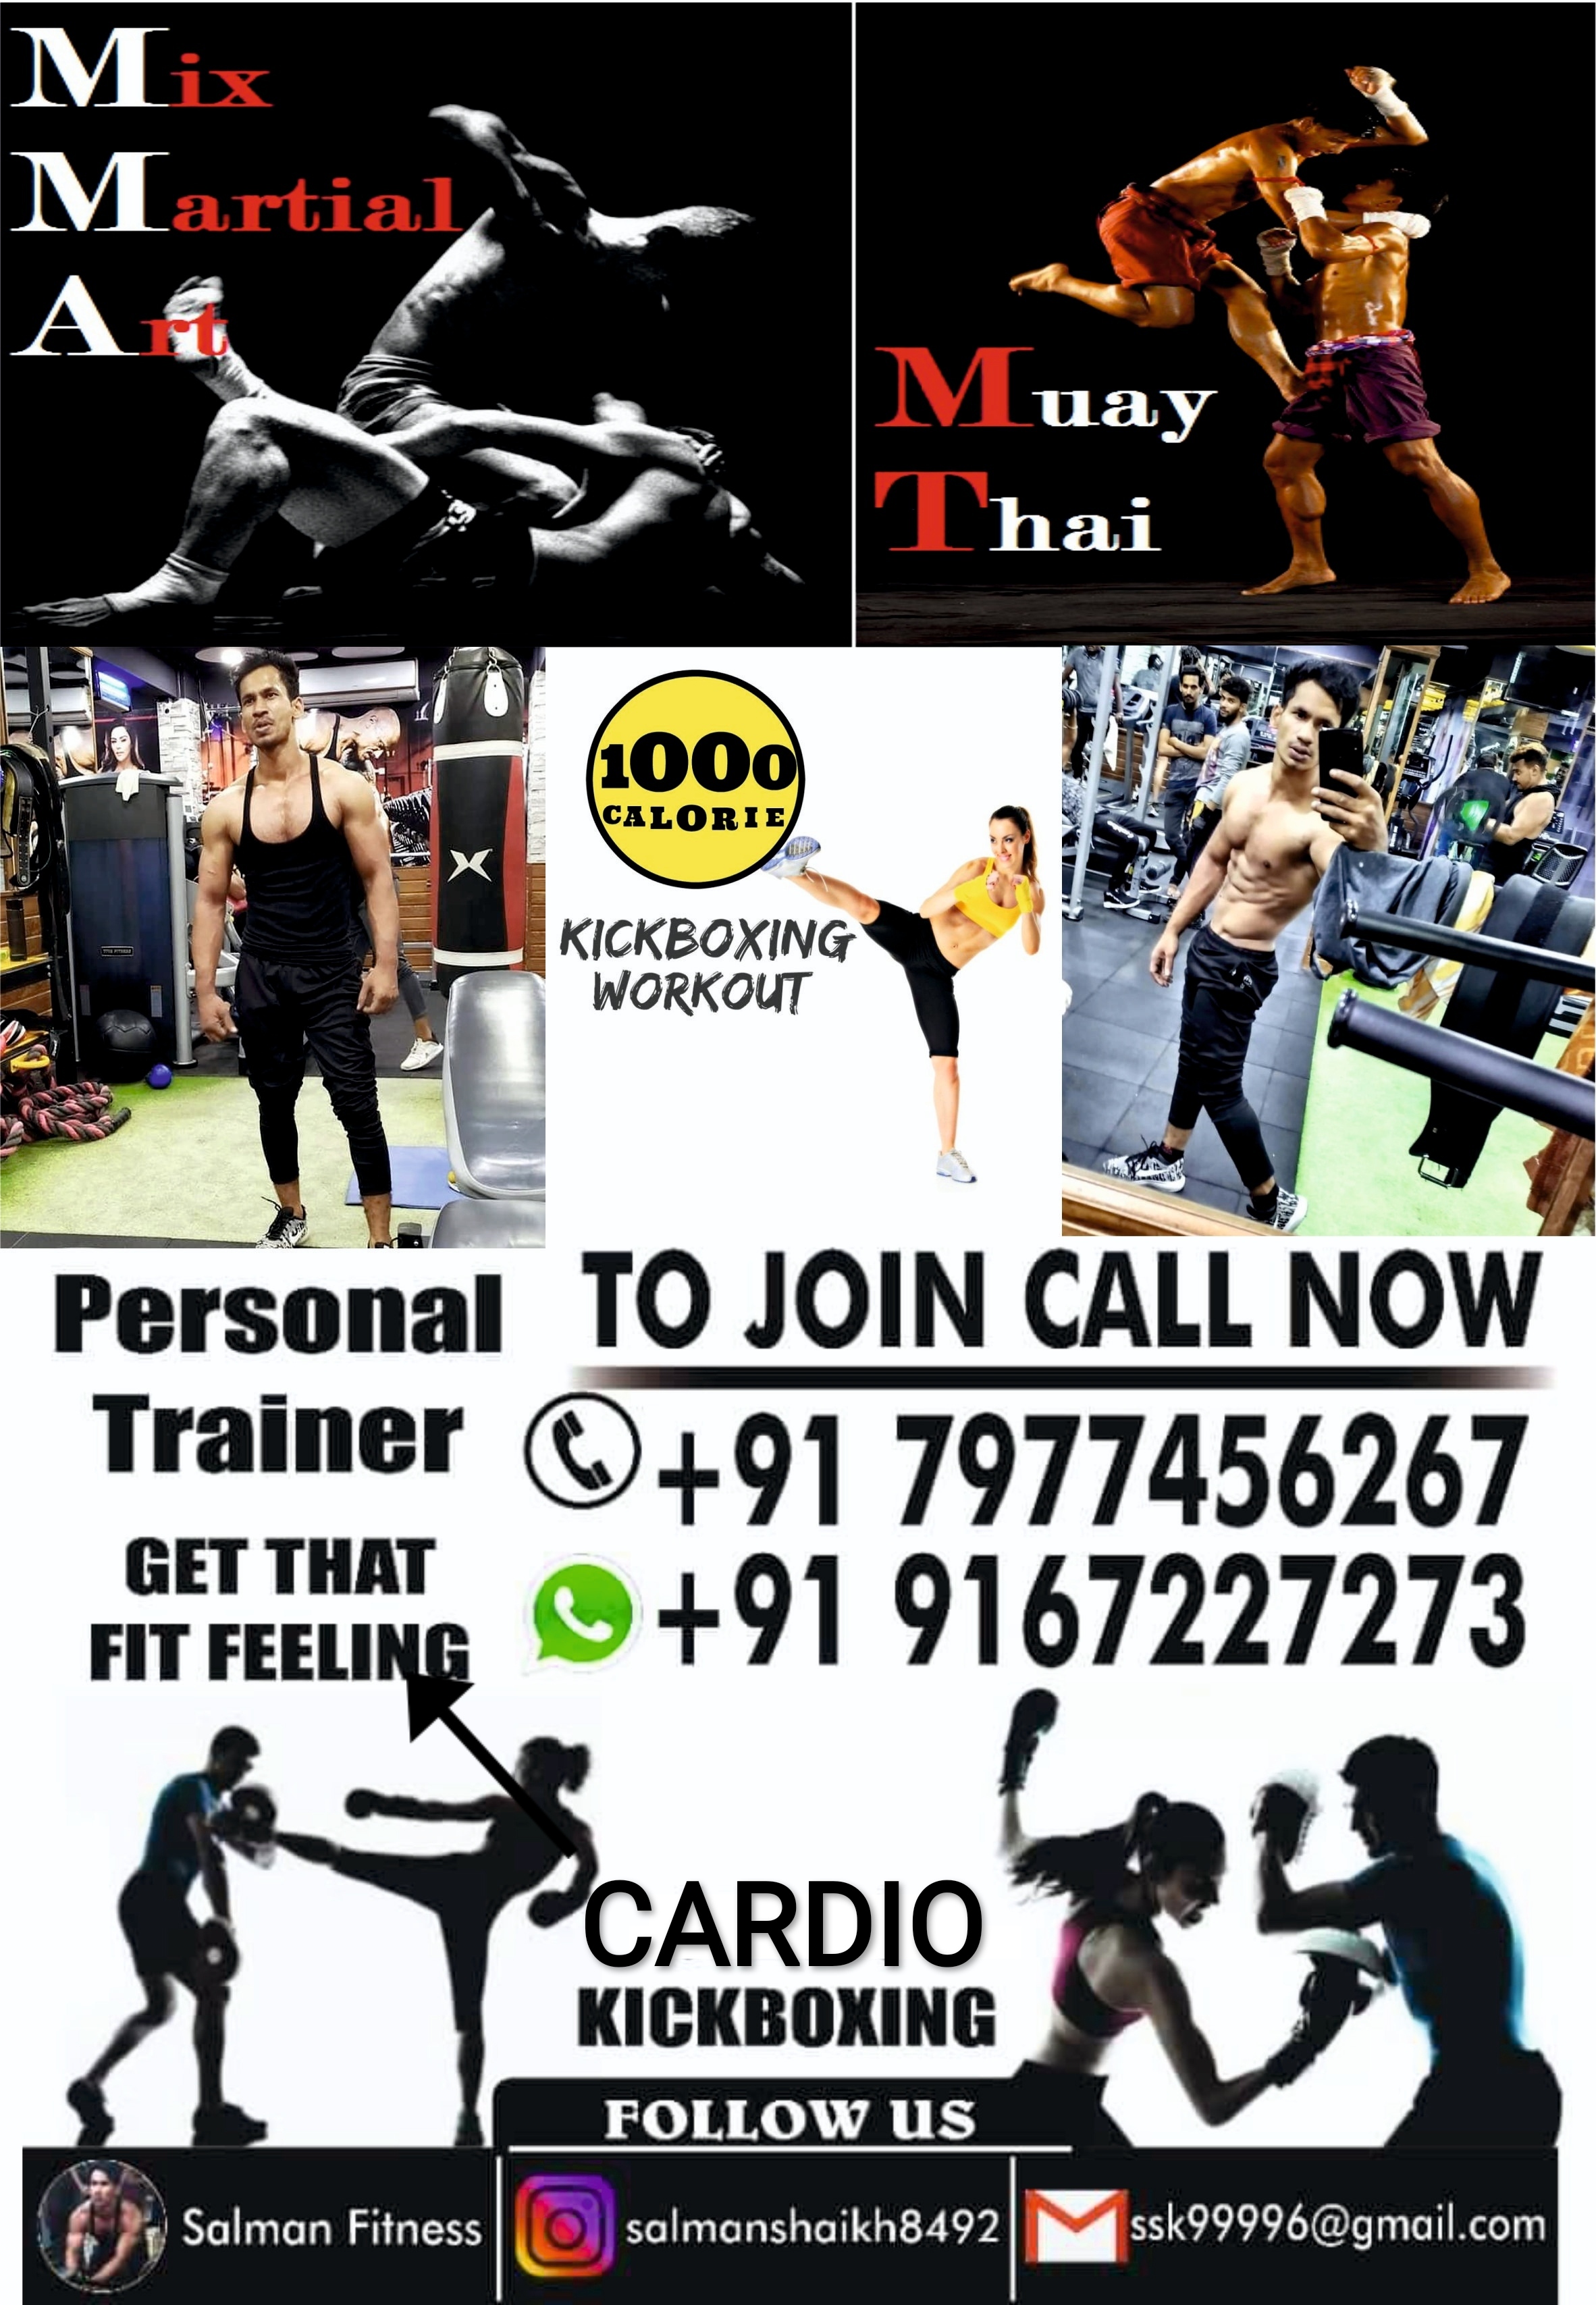 Mix
Martial
Art
Muay
Thai
1000
CALORIE
KICKBOXING
WORKOUT
Personal
Trainer
GET THAT
FIT FEELING
TO JOIN CALL NOW
+91 7977456267
+91 9167227273
CARDIO
KICKBOXING
FOLLOW US
Salman Fitness
salmanshaikh8492
ssk99996@gmail.com